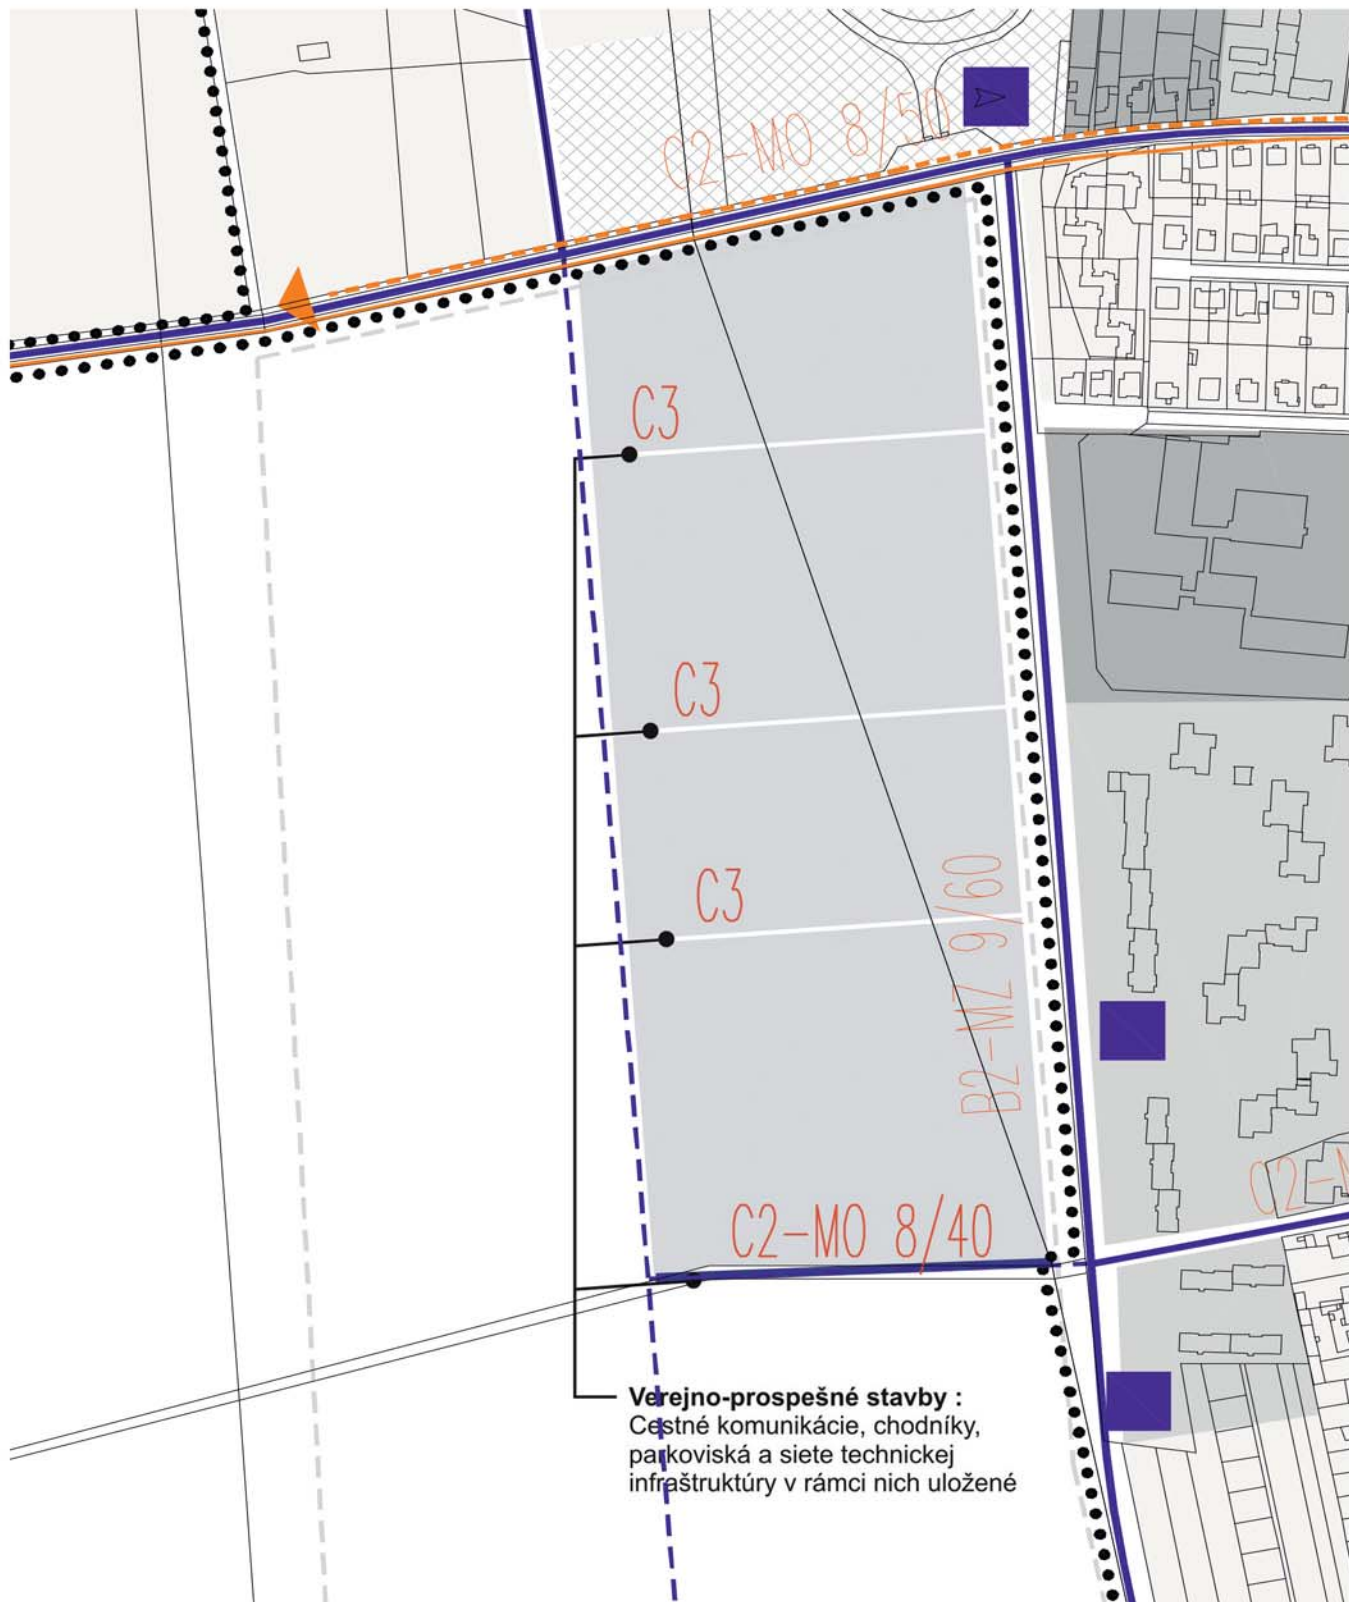 C2-MO 8/50
C3
C3
C3
B2-MZ 9/60
C2-MO 8/40
Verejno-prospešné stavby :
Cestné komunikácie, chodníky,
parkoviská a siete technickej
infraštruktúry v rámci nich uložené